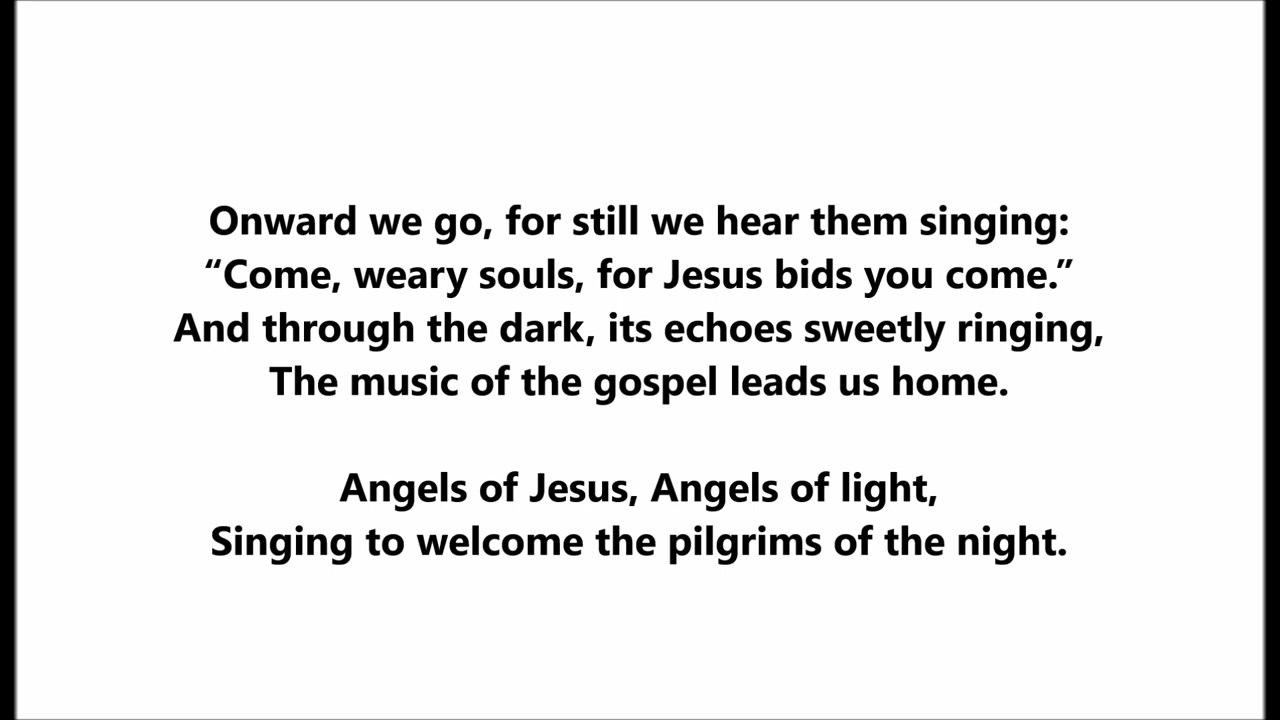 Onward we go, for still we hear them singing:
“Come, weary souls, for Jesus bids you come.”
And through the dark, its echoes sweetly ringing,
The music of the gospel leads us home.
Angels of Jesus, Angels of light,
Singing to welcome the pilgrims of the night.